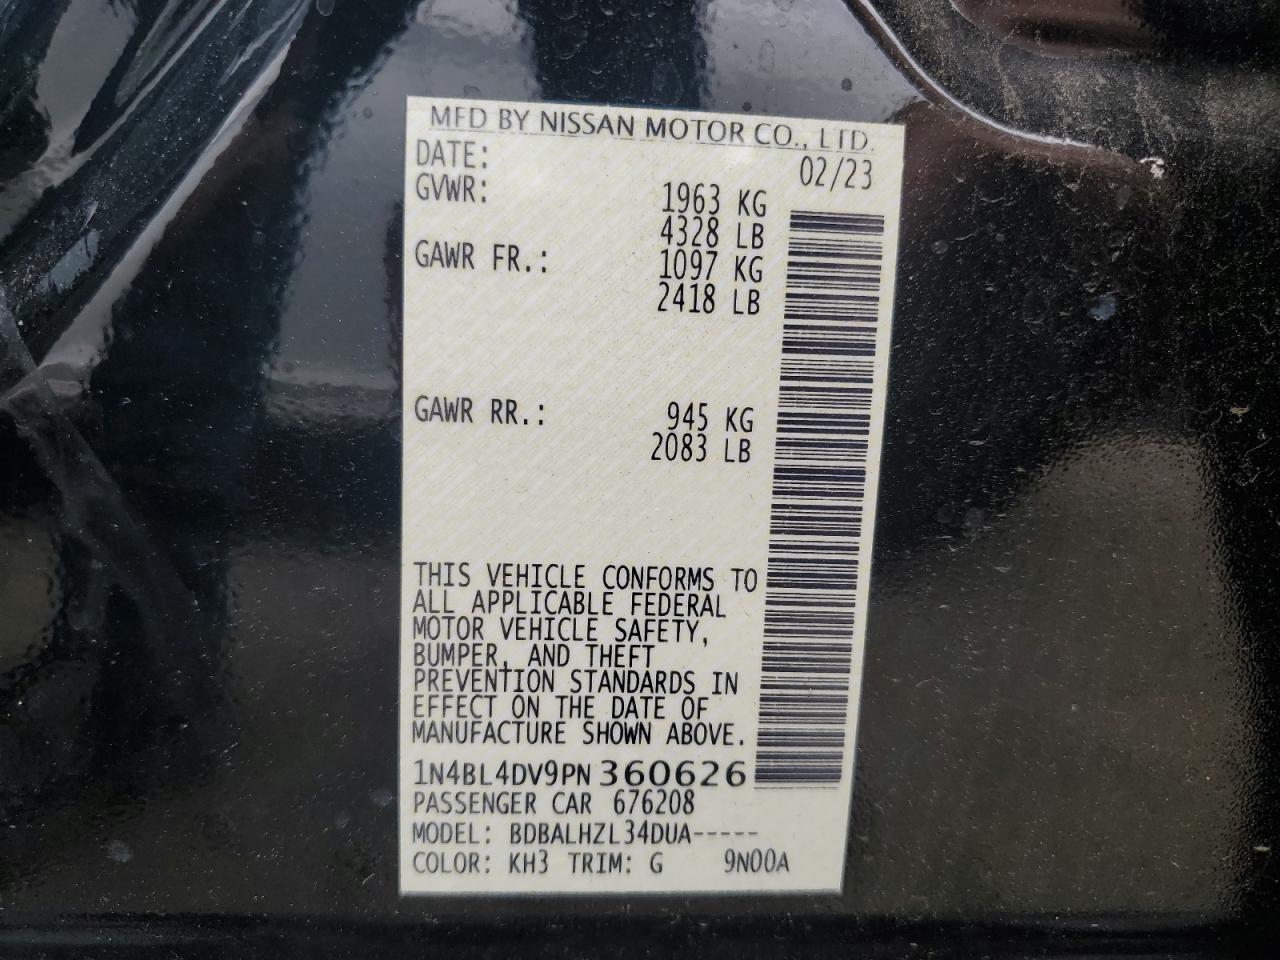 MFD BY NISSAN MOTOR CO., LTD.
DATE: 02/23
GVWR: 1963 KG
4328 LB
GAWR FR.: 1097 KG
2418 LB
GAWR RR.: 945 KG
2083 LB
THIS VEHICLE CONFORMS TO
ALL APPLICABLE FEDERAL
MOTOR VEHICLE SAFETY,
BUMPER, AND THEFT
PREVENTION STANDARDS IN
EFFECT ON THE DATE OF
MANUFACTURE SHOWN ABOVE.
1N4BL4DV9PN360626
PASSENGER CAR 676208
MODEL: BDBALHZL34DUA-----
COLOR: KH3 TRIM: G 9N00A